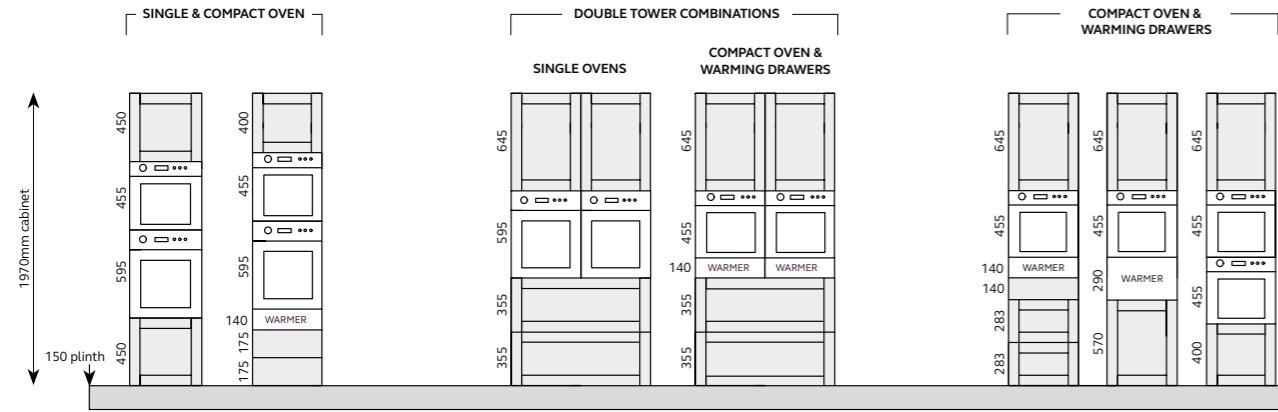 SINGLE & COMPACT OVEN
DOUBLE TOWER COMBINATIONS
COMPACT OVEN &
WARMING DRAWERS
SINGLE OVENS
COMPACT OVEN &
WARMING DRAWERS
1970mm cabinet
150 plinth
450
455
595
450
400
455
595
140
WARMER
175
175
645
595
355
355
645
455
140
WARMER
WARMER
355
355
645
455
140
WARMER
140
283
283
645
455
290
WARMER
570
645
455
455
400